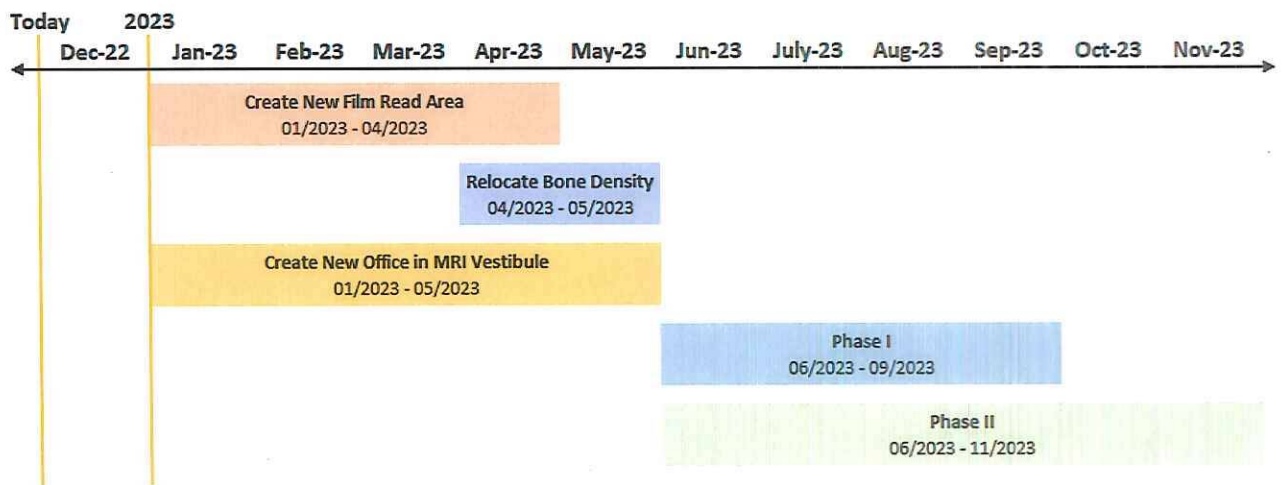 Today 2023
Dec-22 Jan-23 Feb-23 Mar-23 Apr-23 May-23 Jun-23 July-23 Aug-23 Sep-23 Oct-23 Nov-23
Create New Film Read Area
01/2023 - 04/2023
Relocate Bone Density
04/2023 - 05/2023
Create New Office in MRI Vestibule
01/2023 - 05/2023
Phase I
06/2023 - 09/2023
Phase II
06/2023 - 11/2023